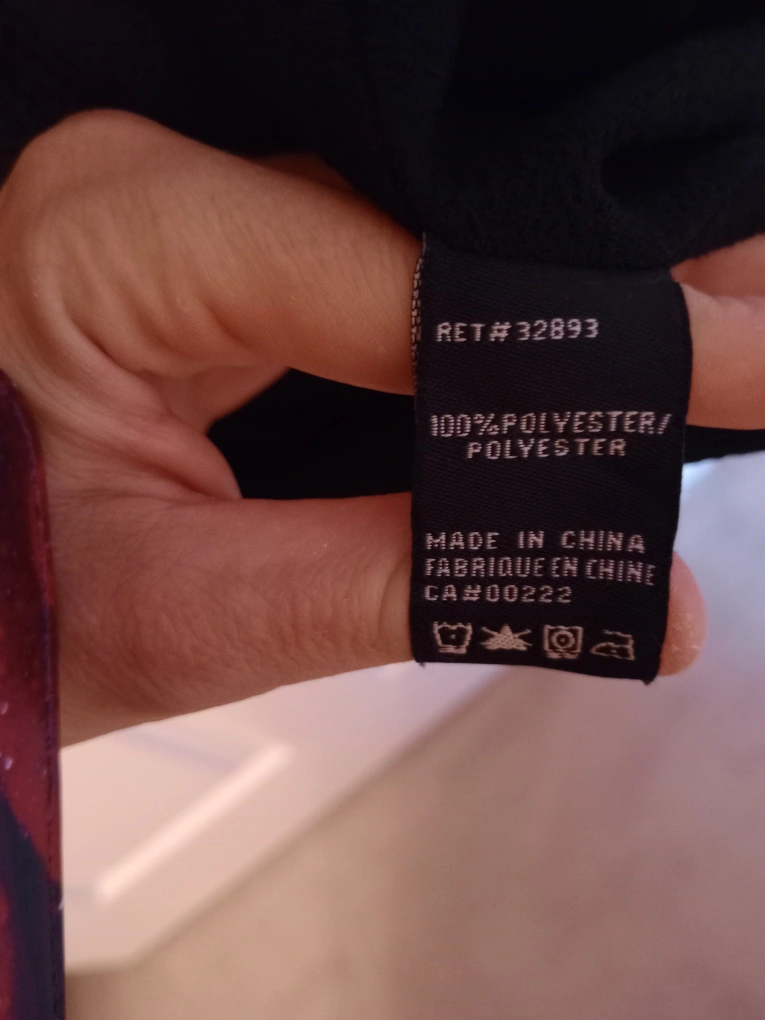 RET#32893
100%POLYESTER/
POLYESTER
MADE IN CHINA
FABRIQUE EN CHINE
CA#00222